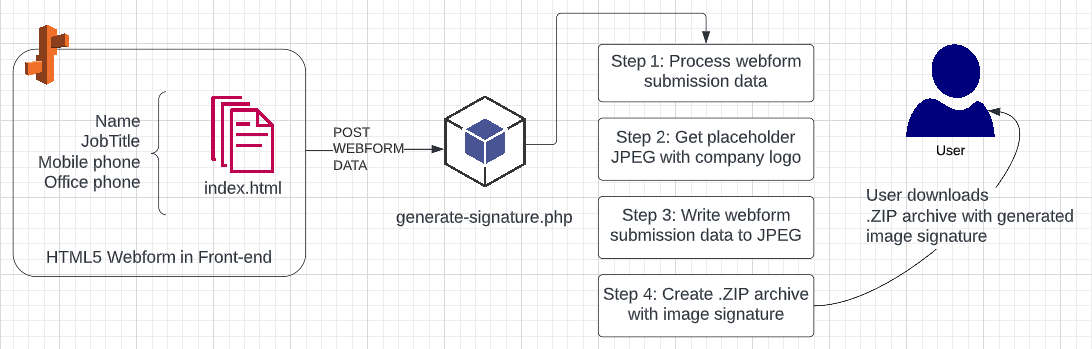 Name
JobTitle
Mobile phone
Office phone
index.html
HTML5 Webform in Front-end
POST
WEBFORM
DATA
generate-signature.php
Step 1: Process webform
submission data
Step 2: Get placeholder
JPEG with company logo
Step 3: Write webform
submission data to JPEG
Step 4: Create .ZIP archive
with image signature
User
User downloads
.ZIP archive with generated
image signature